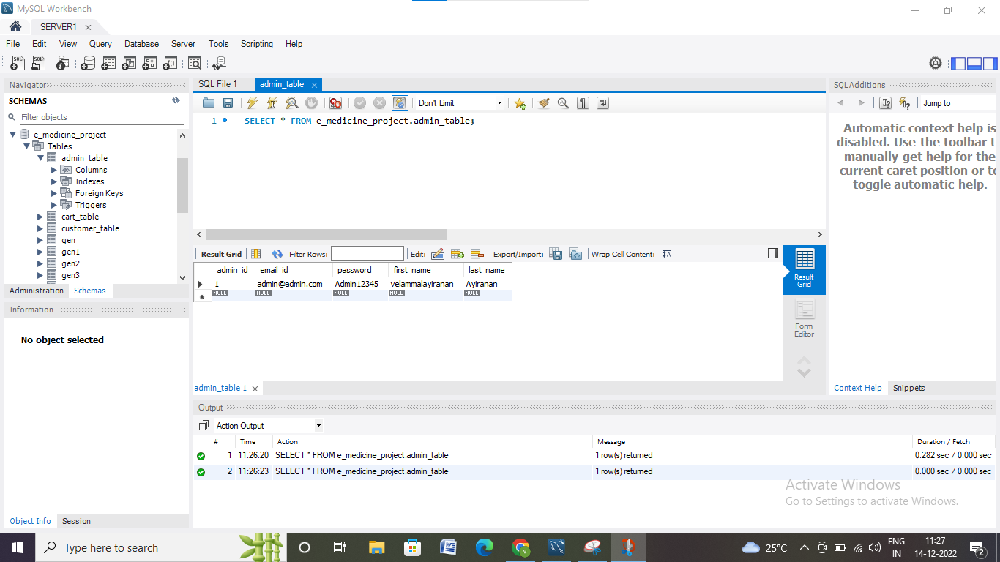 MySQL Workbench
SERVER1
File Edit View Query Database Server Tools Scripting Help
Navigator
SCHEMAS
Filter objects
e_medicine_project
Tables
admin_table
Columns
Indexes
Foreign Keys
Triggers
cart_table
customer_table
gen
gen1
gen2
gen3
Administration Schemas
Information
No object selected
Object Info Session
SQL File 1 admin_table
Don't Limit
1 SELECT * FROM e_medicine_project.admin_table;
Result Grid Filter Rows: Edit: Export/Import: Wrap Cell Content:
admin_id email_id password first_name last_name
1 admin@admin.com Admin12345 velammalayiranan Ayiranan
NULL NULL NULL NULL NULL
Result
Grid
Form
Editor
admin_table 1
SQLAdditions
Jump to
Automatic context help is
disabled. Use the toolbar t
manually get help for the
current caret position or to
toggle automatic help.
Context Help Snippets
Output
Action Output
# Time Action Message Duration / Fetch
1 11:26:20 SELECT * FROM e_medicine_project.admin_table 1 row(s) returned 0.282 sec / 0.000 sec
2 11:26:23 SELECT * FROM e_medicine_project.admin_table 1 row(s) returned 0.000 sec / 0.000 sec
Activate Windows
Go to Settings to activate Windows.
Type here to search
25°C
ENG
IN
11:27
14-12-2022
2